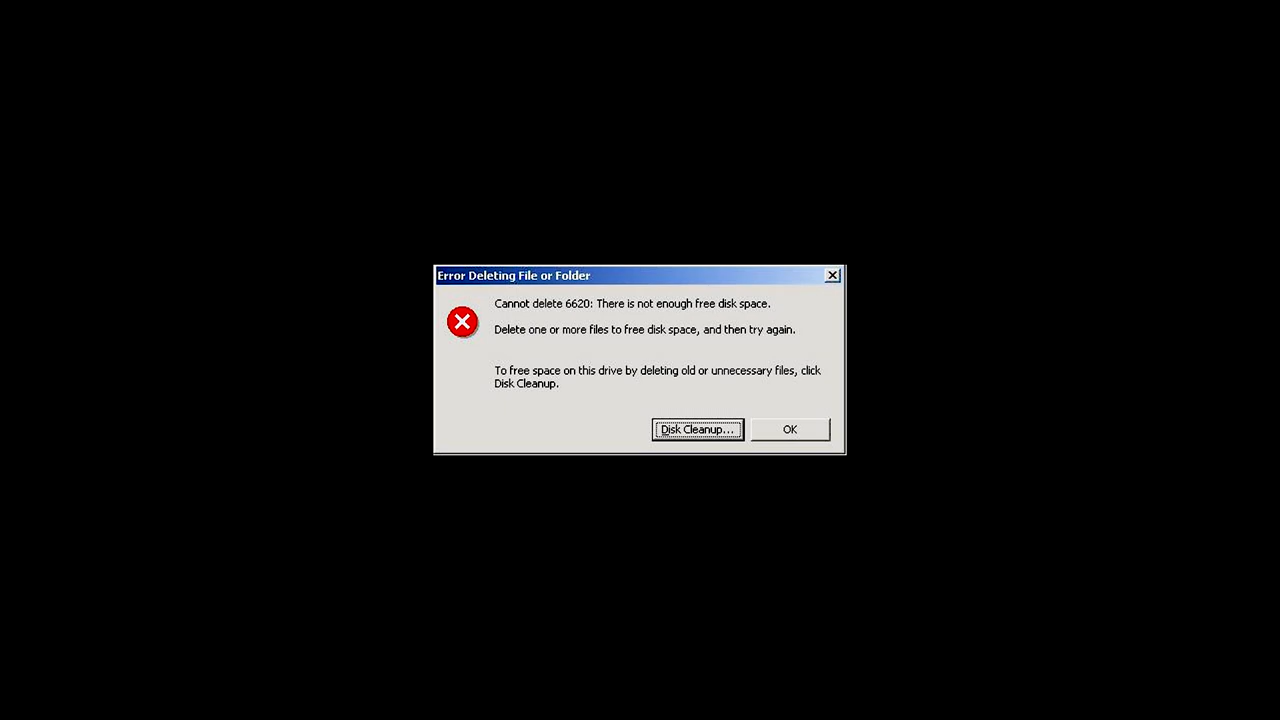 Error Deleting File or Folder
Cannot delete 6620: There is not enough free disk space.
Delete one or more files to free disk space, and then try again.
To free space on this drive by deleting old or unnecessary files, click
Disk Cleanup.
Disk Cleanup... OK